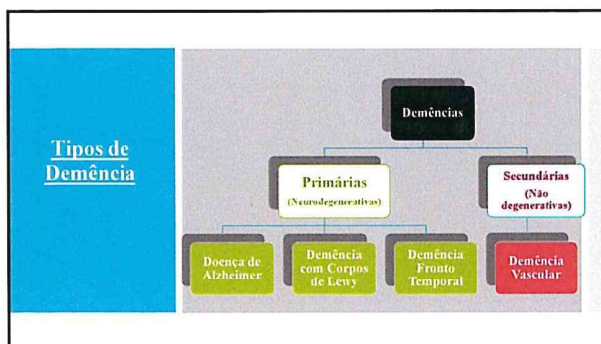 Tipos de
Demência
Demências
Primárias
(Neurodegenerativas)
Secundárias
(Não
degenerativas)
Doença de
Alzheimer
Demência
com Corpos
de Lewy
Demência
Fronto
Temporal
Demência
Vascular